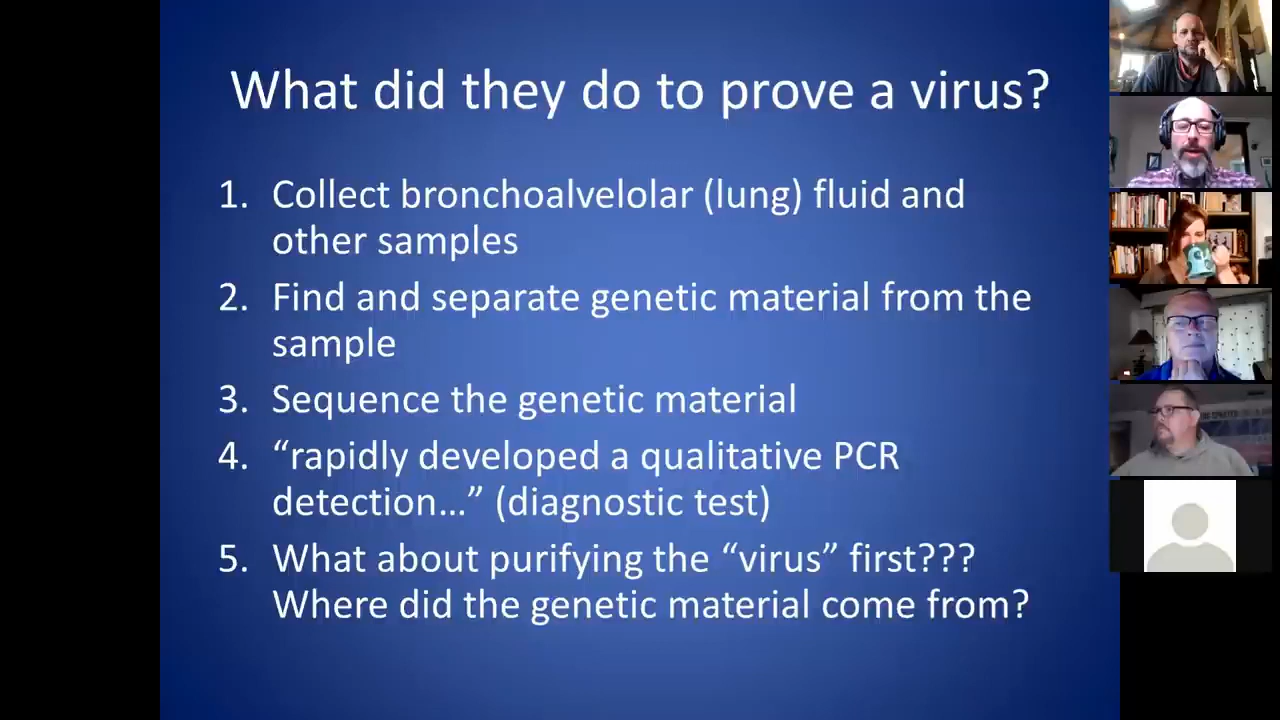 What did they do to prove a virus?
1. Collect bronchoalvelolar (lung) fluid and
other samples
2. Find and separate genetic material from the
sample
3. Sequence the genetic material
4. “rapidly developed a qualitative PCR
detection...” (diagnostic test)
5. What about purifying the “virus” first???
Where did the genetic material come from?